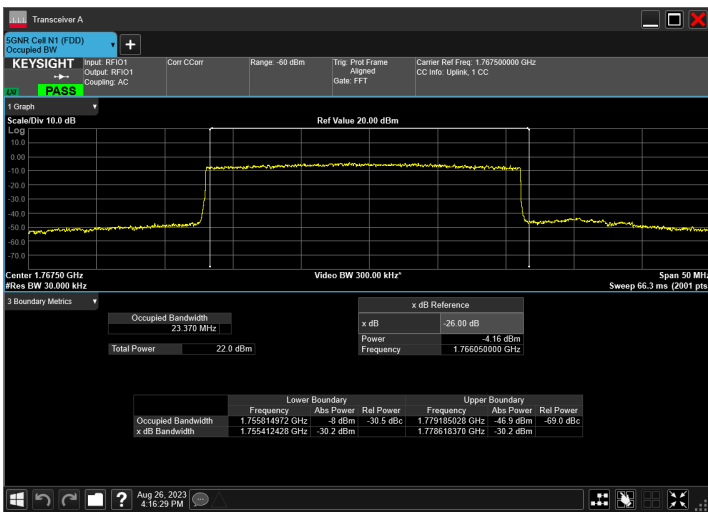 Transceiver A
5GNR Cell N1 (FDD)
Occupied BW
KEYSIGHT Input: RFIO1 Corr CCorr Range: -60 dBm Trig: Prot Frame Carrier Ref Freq: 1.767500000 GHz
Output: RFIO1 Aligned CC Info: Uplink, 1 CC
Coupling: AC Gate: FFT
PASS
1 Graph
Scale/Div 10.0 dB Ref Value 20.00 dBm
Log
10.0
0.00
-10.0
-20.0
-30.0
-40.0
-50.0
-60.0
-70.0
Center 1.76750 GHz Video BW 300.00 kHz* Span 50 MHz
#Res BW 30.000 kHz Sweep 66.3 ms (2001 pts
3 Boundary Metrics
x dB Reference
Occupied Bandwidth x dB -26.00 dB
23.370 MHz
Power -4.16 dBm
Total Power 22.0 dBm Frequency 1.766050000 GHz
Lower Boundary Upper Boundary
Frequency Abs Power Rel Power Frequency Abs Power Rel Power
Occupied Bandwidth 1.755814972 GHz -8 dBm -30.5 dBc 1.779185028 GHz -46.9 dBm -69.0 dBc
x dB Bandwidth 1.755412428 GHz -30.2 dBm 1.778618370 GHz -30.2 dBm
Aug 26, 2023
4:16:29 PM